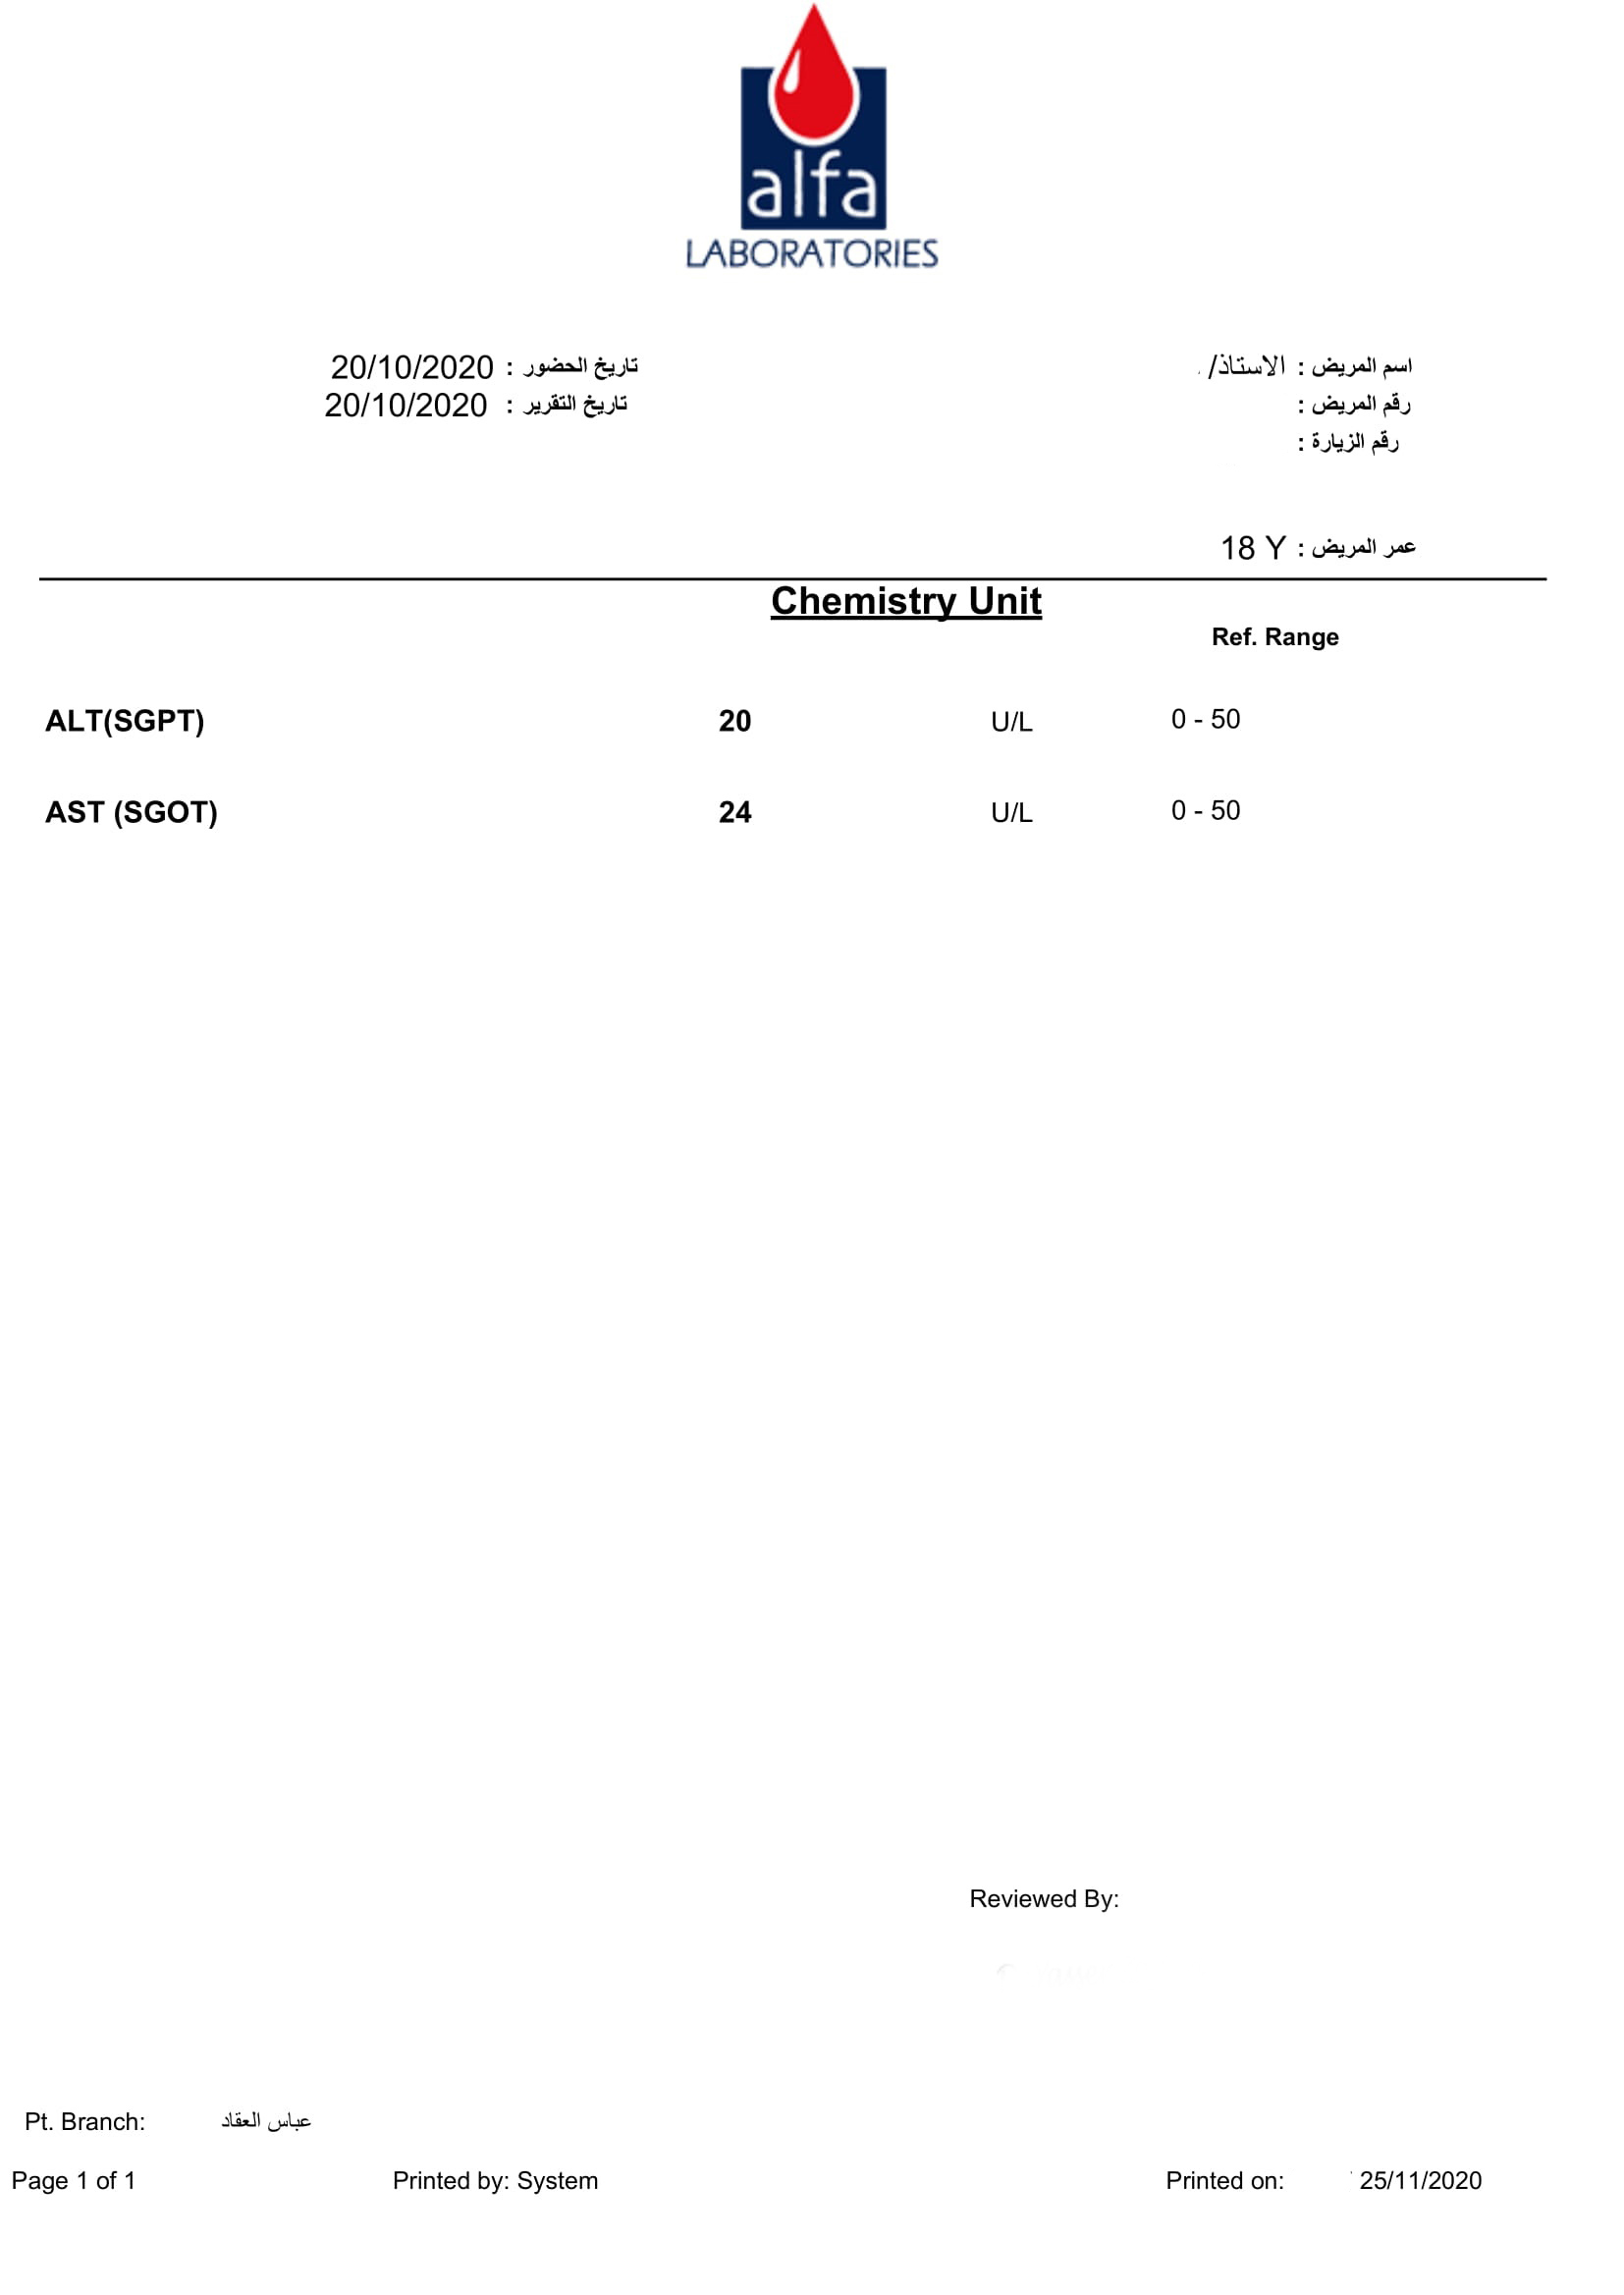 alfa
LABORATORIES
اسم المريض : الاستاذ/
تاريخ الحضور : 20/10/2020
رقم المريض :
تاريخ التقرير : 20/10/2020
رقم الزيارة :
عمر المريض : 18 Y
Chemistry Unit
Ref. Range
ALT(SGPT) 20 U/L 0 - 50
AST (SGOT) 24 U/L 0 - 50
Reviewed By:
Pt. Branch: عباس العقاد
Page 1 of 1 Printed by: System Printed on: 25/11/2020